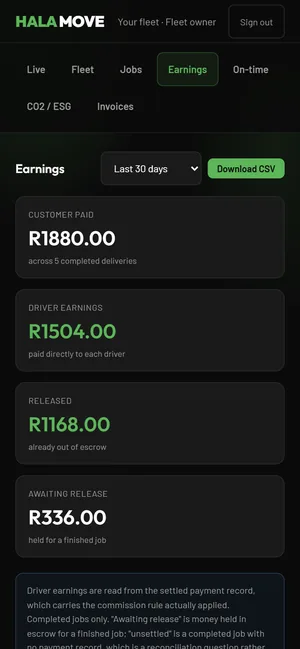 HALA MOVE Your fleet · Fleet owner Sign out
Live Fleet Jobs Earnings On-time
CO2 / ESG Invoices
Earnings Last 30 days Download CSV
CUSTOMER PAID
R1880.00
across 5 completed deliveries
DRIVER EARNINGS
R1504.00
paid directly to each driver
RELEASED
R1168.00
already out of escrow
AWAITING RELEASE
R336.00
held for a finished job
Driver earnings are read from the settled payment record,
which carries the commission rule actually applied.
Completed jobs only. "Awaiting release" is money held in
escrow for a finished job; "unsettled" is a completed job with
no payment record, which is a reconciliation question rather